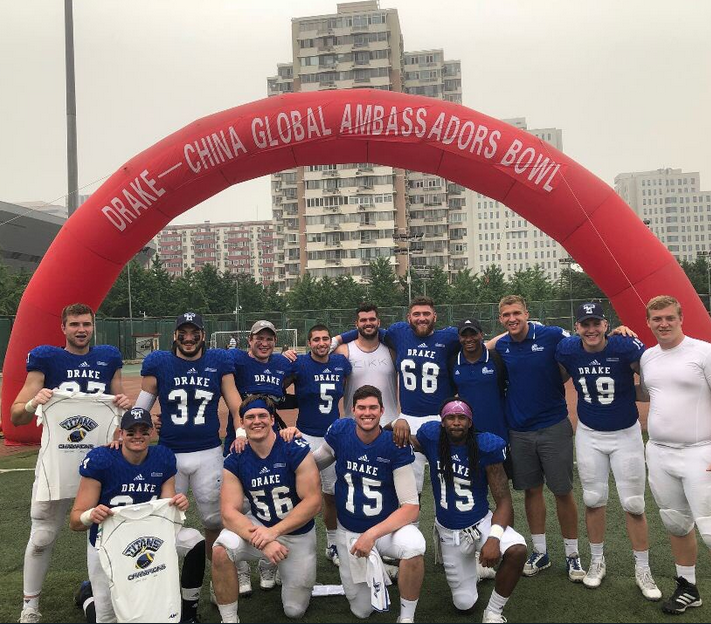 DRAKE—CHINA GLOBAL AMBASSADORS BOWL
DRAKE
37
DRAKE
DRAKE
5
DRAKE
68
DRAKE
19
TITANS
CHAMPIONS
DRAKE
DRAKE
56
DRAKE
15
DRAKE
15
TITANS
CHAMPIONS